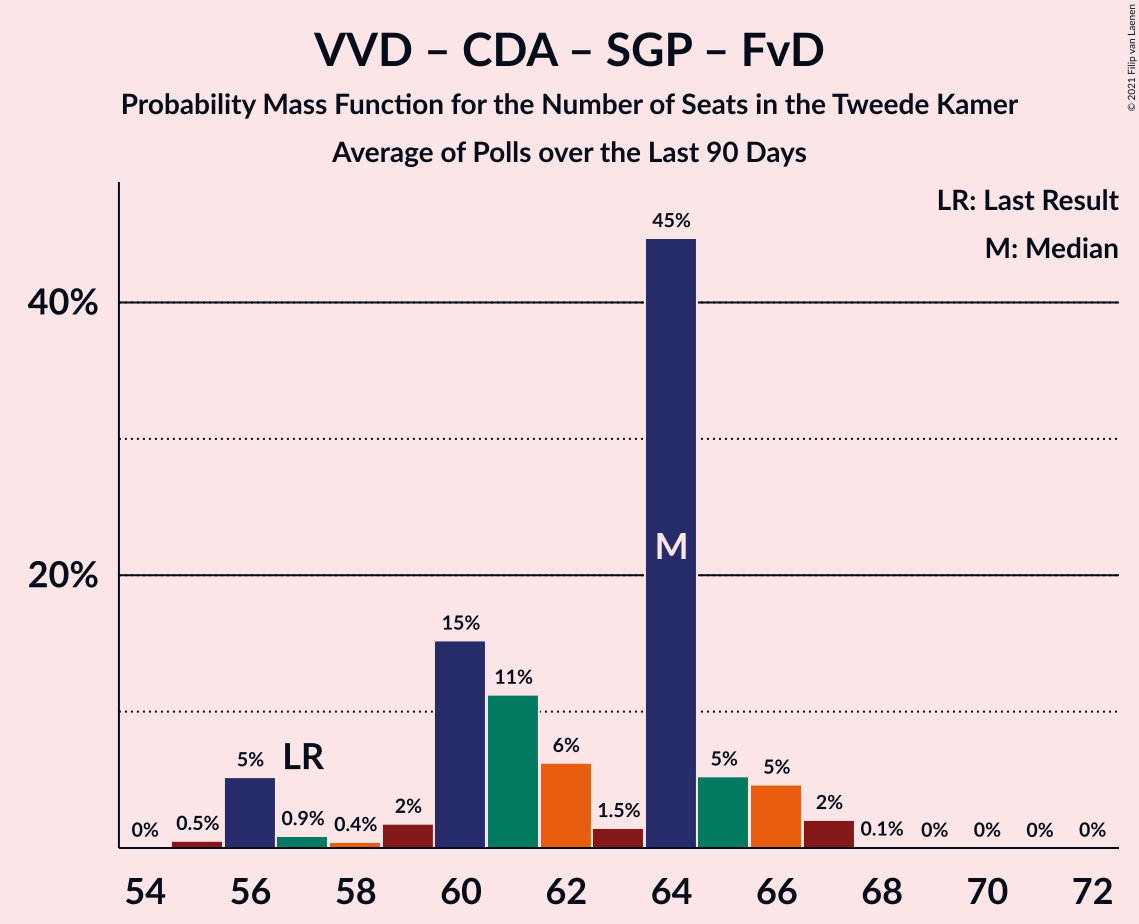 VVD – CDA – SGP – FvD
Probability Mass Function for the Number of Seats in the Tweede Kamer
Average of Polls over the Last 90 Days
© 2021 Filip van Laenen
LR: Last Result
M: Median
40%
20%
0%
0.5%
5%
LR
0.9%
0.4%
2%
15%
11%
6%
1.5%
45%
M
5%
5%
2%
0.1%
0%
0%
0%
0%
54 56 58 60 62 64 66 68 70 72